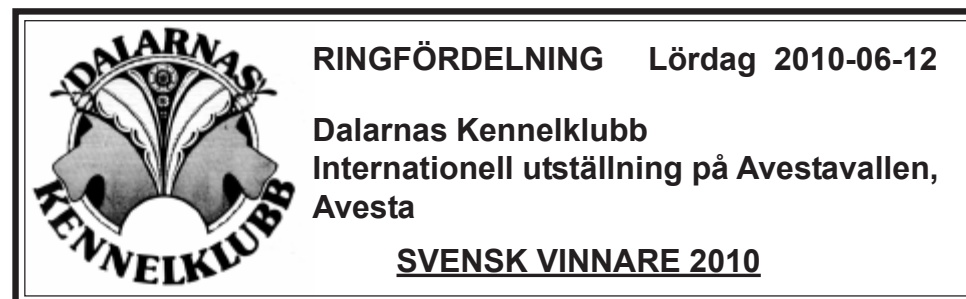 DALARNAS
KENNELKLUBB
RINGFÖRDELNING Lördag 2010-06-12
Dalarnas Kennelklubb
Internationell utställning på Avestavallen,
Avesta
SVENSK VINNARE 2010